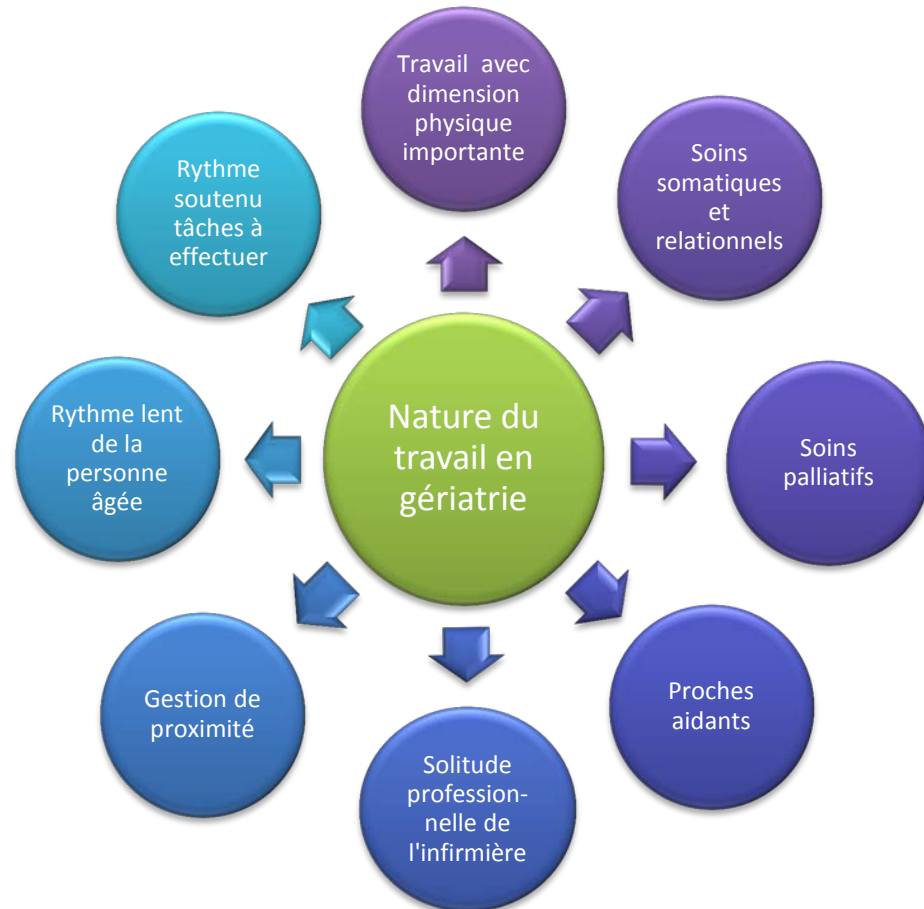 Travail avec
dimension
physique
importante
Soins
somatiques
et
relationnels
Soins
palliatifs
Proches
aidants
Solitude
profession-
nelle de
l'infirmière
Gestion de
proximité
Rythme lent
de la
personne
âgée
Rythme
soutenu
tâches à
effectuer
Nature du
travail en
gériatrie